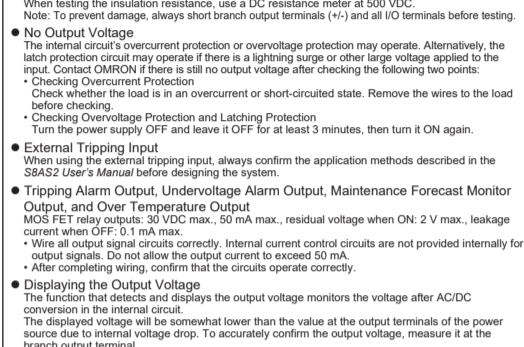 When testing the insulation resistance, use a DC resistance meter at 500 VDC.
Note: To prevent damage, always short branch output terminals (+/-) and all I/O terminals before testing.
● No Output Voltage
The internal circuit's overcurrent protection or overvoltage protection may operate. Alternatively, the
latch protection circuit may operate if there is a lightning surge or other large voltage applied to the
input. Contact OMRON if there is still no output voltage after checking the following two points:
• Checking Overcurrent Protection
Check whether the load is in an overcurrent or short-circuited state. Remove the wires to the load
before checking.
• Checking Overvoltage Protection and Latching Protection
Turn the power supply OFF and leave it OFF for at least 3 minutes, then turn it ON again.
● External Tripping Input
When using the external tripping input, always confirm the application methods described in the
S8AS2 User's Manual before designing the system.
● Tripping Alarm Output, Undervoltage Alarm Output, Maintenance Forecast Monitor
Output, and Over Temperature Output
MOS FET relay outputs: 30 VDC max., 50 mA max., residual voltage when ON: 2 V max., leakage
current when OFF: 0.1 mA max.
• Wire all output signal circuits correctly. Internal current control circuits are not provided internally for
output signals. Do not allow the output current to exceed 50 mA.
• After completing wiring, confirm that the circuits operate correctly.
● Displaying the Output Voltage
The function that detects and displays the output voltage monitors the voltage after AC/DC
conversion in the internal circuit.
The displayed voltage will be somewhat lower than the value at the output terminals of the power
source due to internal voltage drop. To accurately confirm the output voltage, measure it at the
branch output terminal.